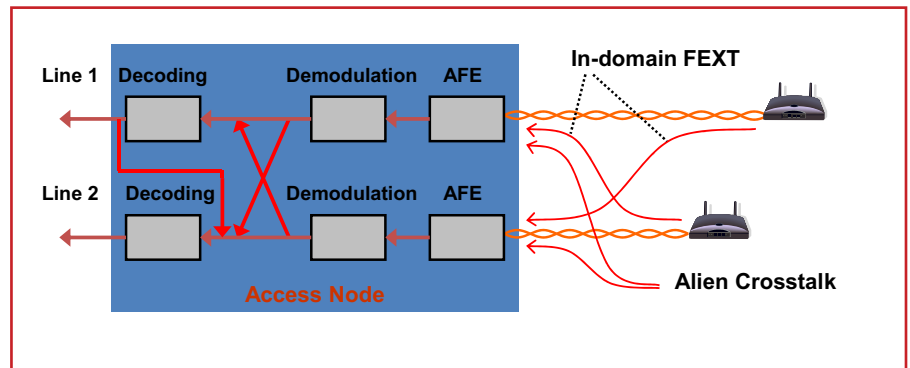 In-domain FEXT
Line 1 Decoding Demodulation AFE
Line 2 Decoding Demodulation AFE
Alien Crosstalk
Access Node